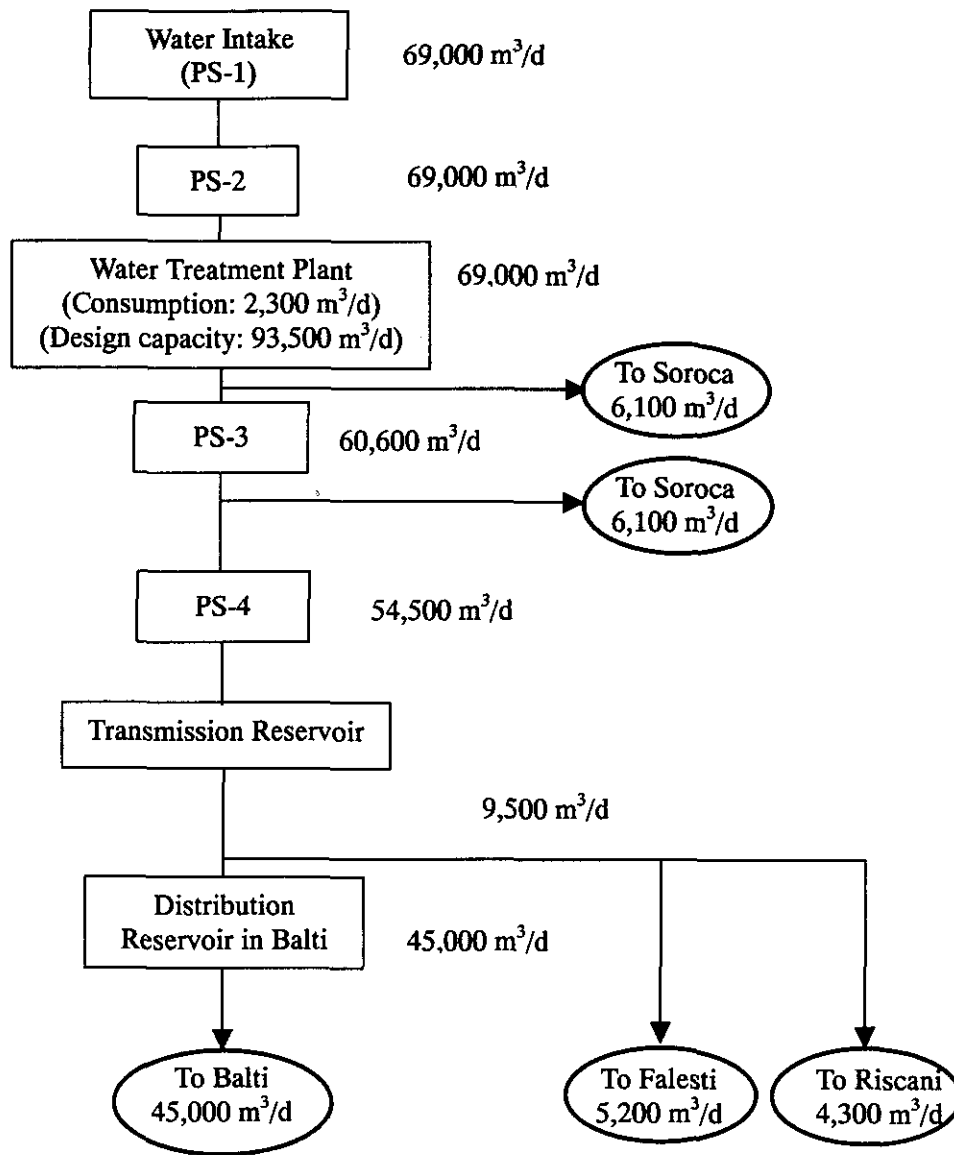 Water Intake
(PS-1)
69,000 m³/d
PS-2
69,000 m³/d
Water Treatment Plant
(Consumption: 2,300 m³/d)
(Design capacity: 93,500 m³/d)
69,000 m³/d
To Soroca
6,100 m³/d
PS-3
60,600 m³/d
To Soroca
6,100 m³/d
PS-4
54,500 m³/d
Transmission Reservoir
9,500 m³/d
Distribution
Reservoir in Balti
45,000 m³/d
To Balti
45,000 m³/d
To Falesti
5,200 m³/d
To Riscani
4,300 m³/d